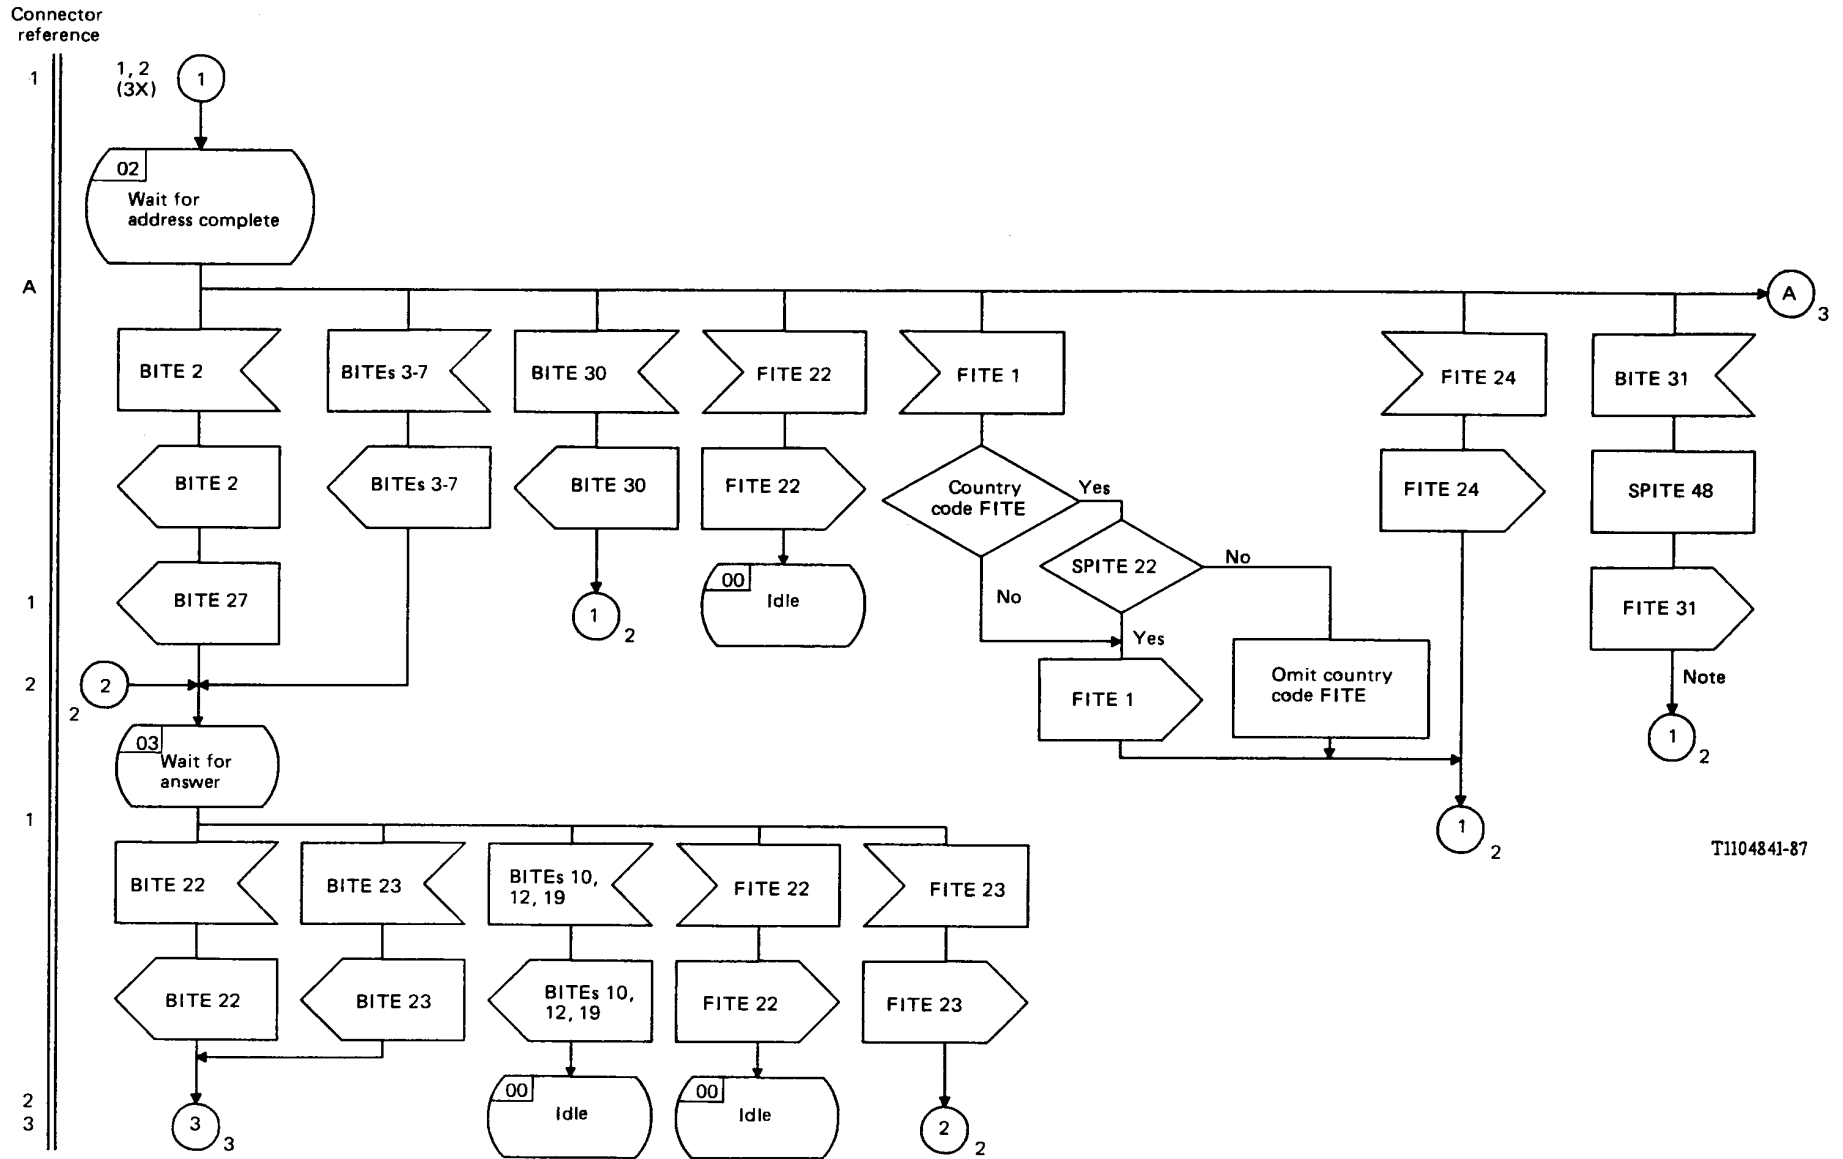 Connector
reference
1
1, 2
(3X)
1
02
Wait for
address complete
A
A
3
BITE 2
BITEs 3-7
BITE 30
FITE 22
FITE 1
FITE 24
BITE 31
BITE 2
BITEs 3-7
BITE 30
FITE 22
Country
code FITE
Yes
FITE 24
SPITE 48
SPITE 22
No
BITE 27
00
Idle
No
FITE 31
1
1
2
Yes
2
2
2
FITE 1
Omit country
code FITE
Note
1
2
03
Wait for
answer
1
1
2
T1104841-87
BITE 22
BITE 23
BITEs 10,
12, 19
FITE 22
FITE 23
BITE 22
BITE 23
BITEs 10,
12, 19
FITE 22
FITE 23
00
Idle
00
Idle
2
3
3
3
2
2